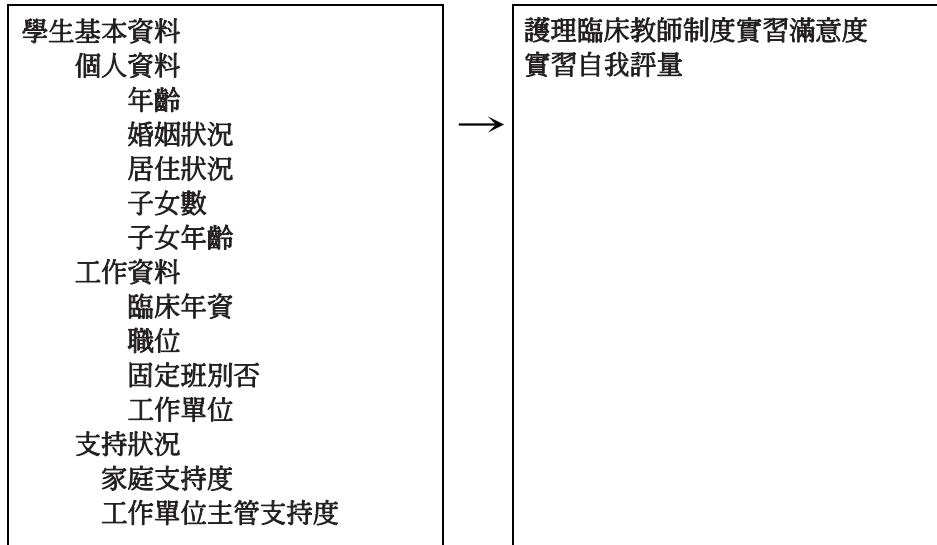 學生基本資料
個人資料
年齡
婚姻狀況
居住狀況
子女數
子女年齡
工作資料
臨床年資
職位
固定班別否
工作單位
支持狀況
家庭支持度
工作單位主管支持度
護理臨床教師制度實習滿意度
實習自我評量